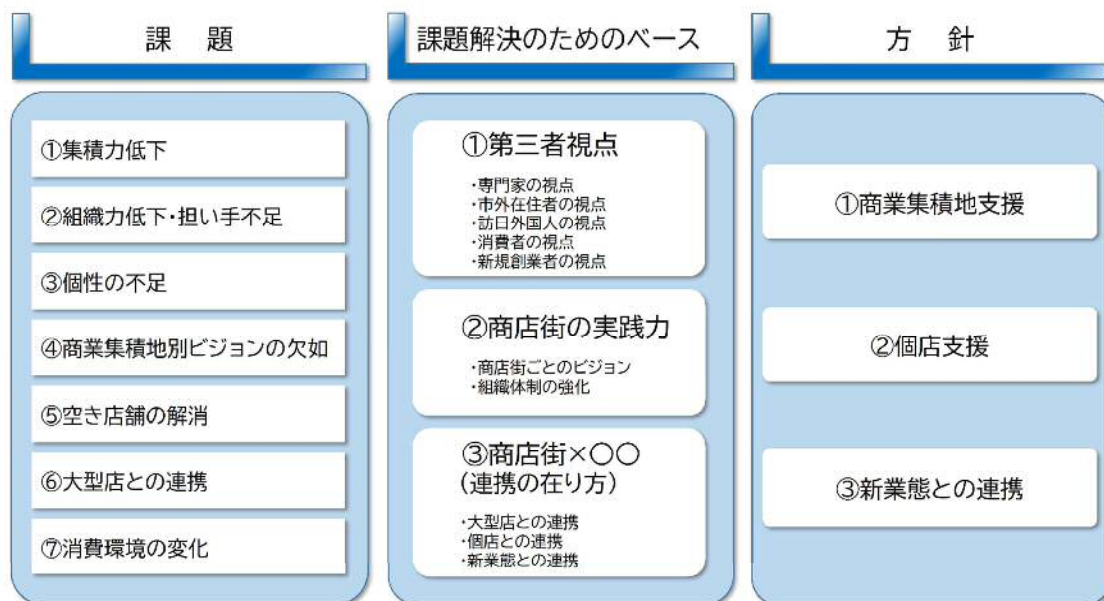 課 題
①集積力低下
②組織力低下・担い手不足
③個性の不足
④商業集積地別ビジョンの欠如
⑤空き店舗の解消
⑥大型店との連携
⑦消費環境の変化
課題解決のためのベース
①第三者視点
・専門家の視点
・市外在住者の視点
・訪日外国人の視点
・消費者の視点
・新規創業者の視点
②商店街の実践力
・商店街ごとのビジョン
・組織体制の強化
③商店街×〇〇
(連携の在り方)
・大型店との連携
・個店との連携
・新業態との連携
方 針
①商業集積地支援
②個店支援
③新業態との連携